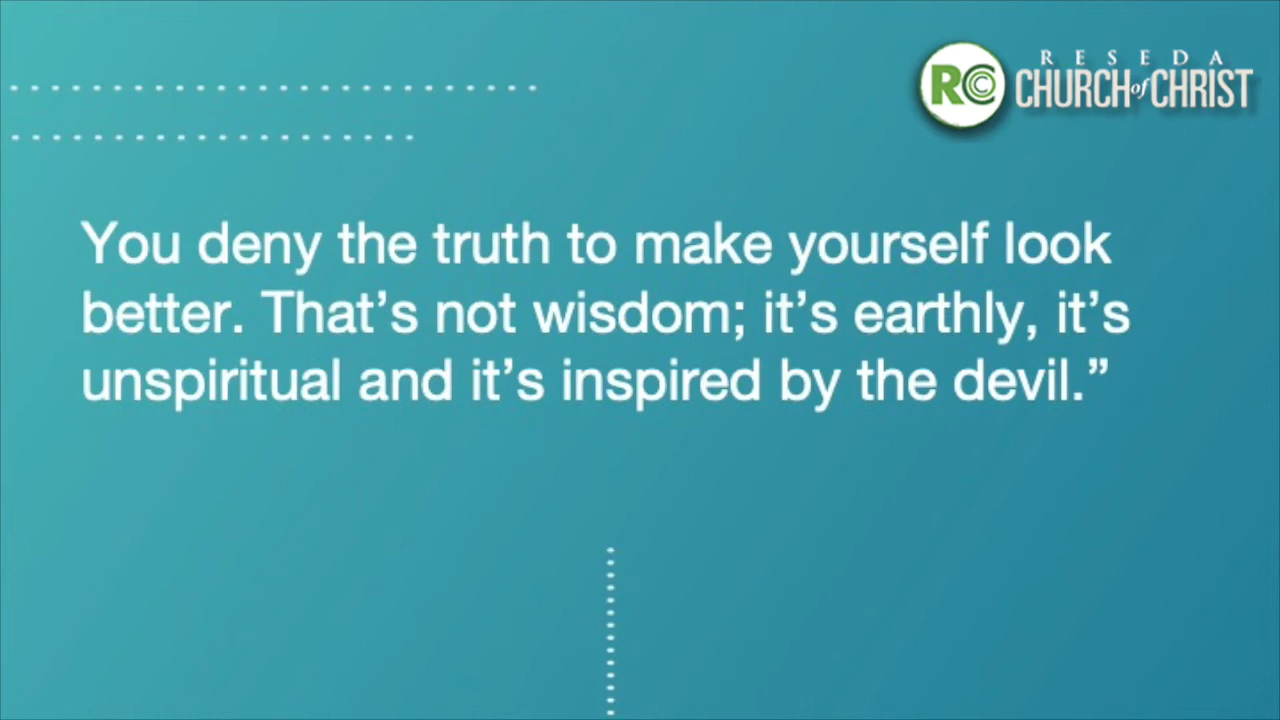 RCC
RESEDA
CHURCH of CHRIST
You deny the truth to make yourself look
better. That’s not wisdom; it’s earthly, it’s
unspiritual and it’s inspired by the devil.”